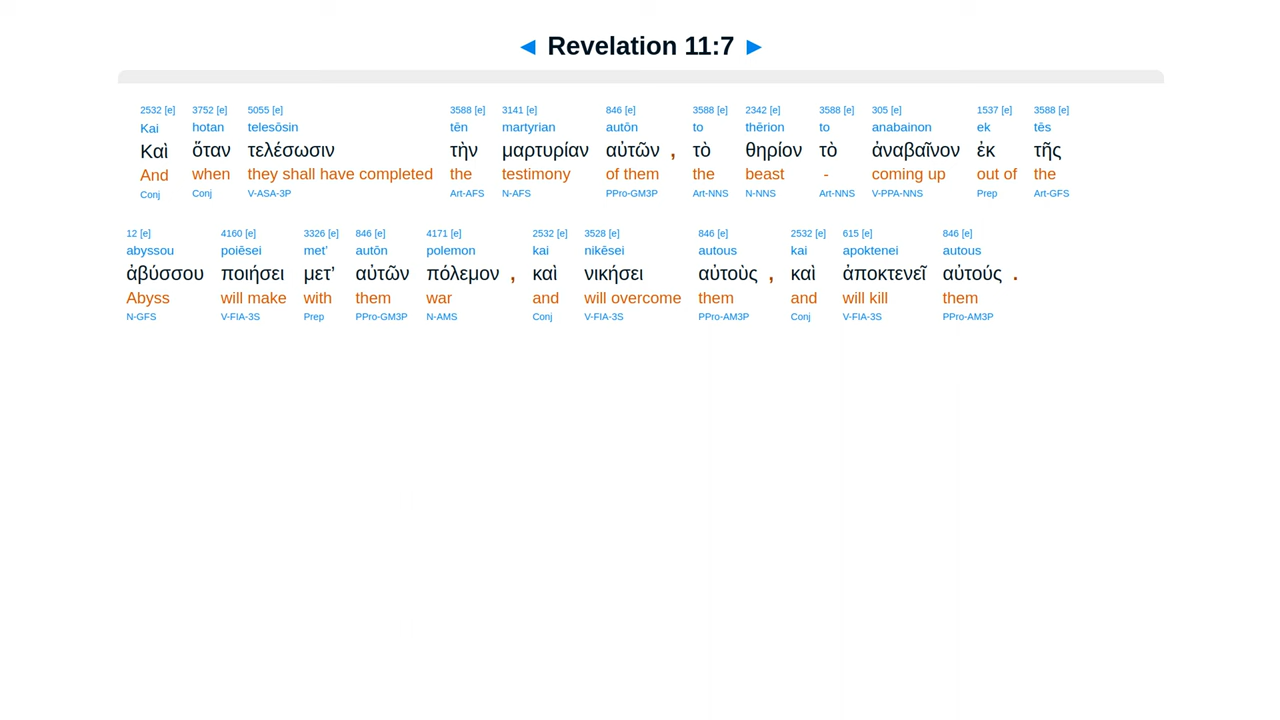 ◄ Revelation 11:7 ►
2532 [e] 3752 [e] 5055 [e] 3588 [e] 3141 [e] 846 [e] 3588 [e] 2342 [e] 3588 [e] 305 [e] 1537 [e] 3588 [e]
Kai hotan telesōsin tēn martyrian autōn to thērion to anabainon ek tēs
Καὶ ὅταν τελέσωσιν τὴν μαρτυρίαν αὐτῶν , τὸ θηρίον τὸ ἀναβαῖνον ἐκ τῆς
And when they shall have completed the testimony of them the beast - coming up out of the
Conj Conj V-ASA-3P Art-AFS N-AFS PPro-GM3P Art-NNS N-NNS Art-NNS V-PPA-NNS Prep Art-GFS
12 [e] 4160 [e] 3326 [e] 846 [e] 4171 [e] 2532 [e] 3528 [e] 846 [e] 2532 [e] 615 [e] 846 [e]
abyssou poiēsei met’ autōn polemon kai nikēsei autous kai apoktenei autous
ἀβύσσου ποιήσει μετ’ αὐτῶν πόλεμον , καὶ νικήσει αὐτοὺς , καὶ ἀποκτενεῖ αὐτούς .
Abyss will make with them war and will overcome them and will kill them
N-GFS V-FIA-3S Prep PPro-GM3P N-AMS Conj V-FIA-3S PPro-AM3P Conj V-FIA-3S PPro-AM3P